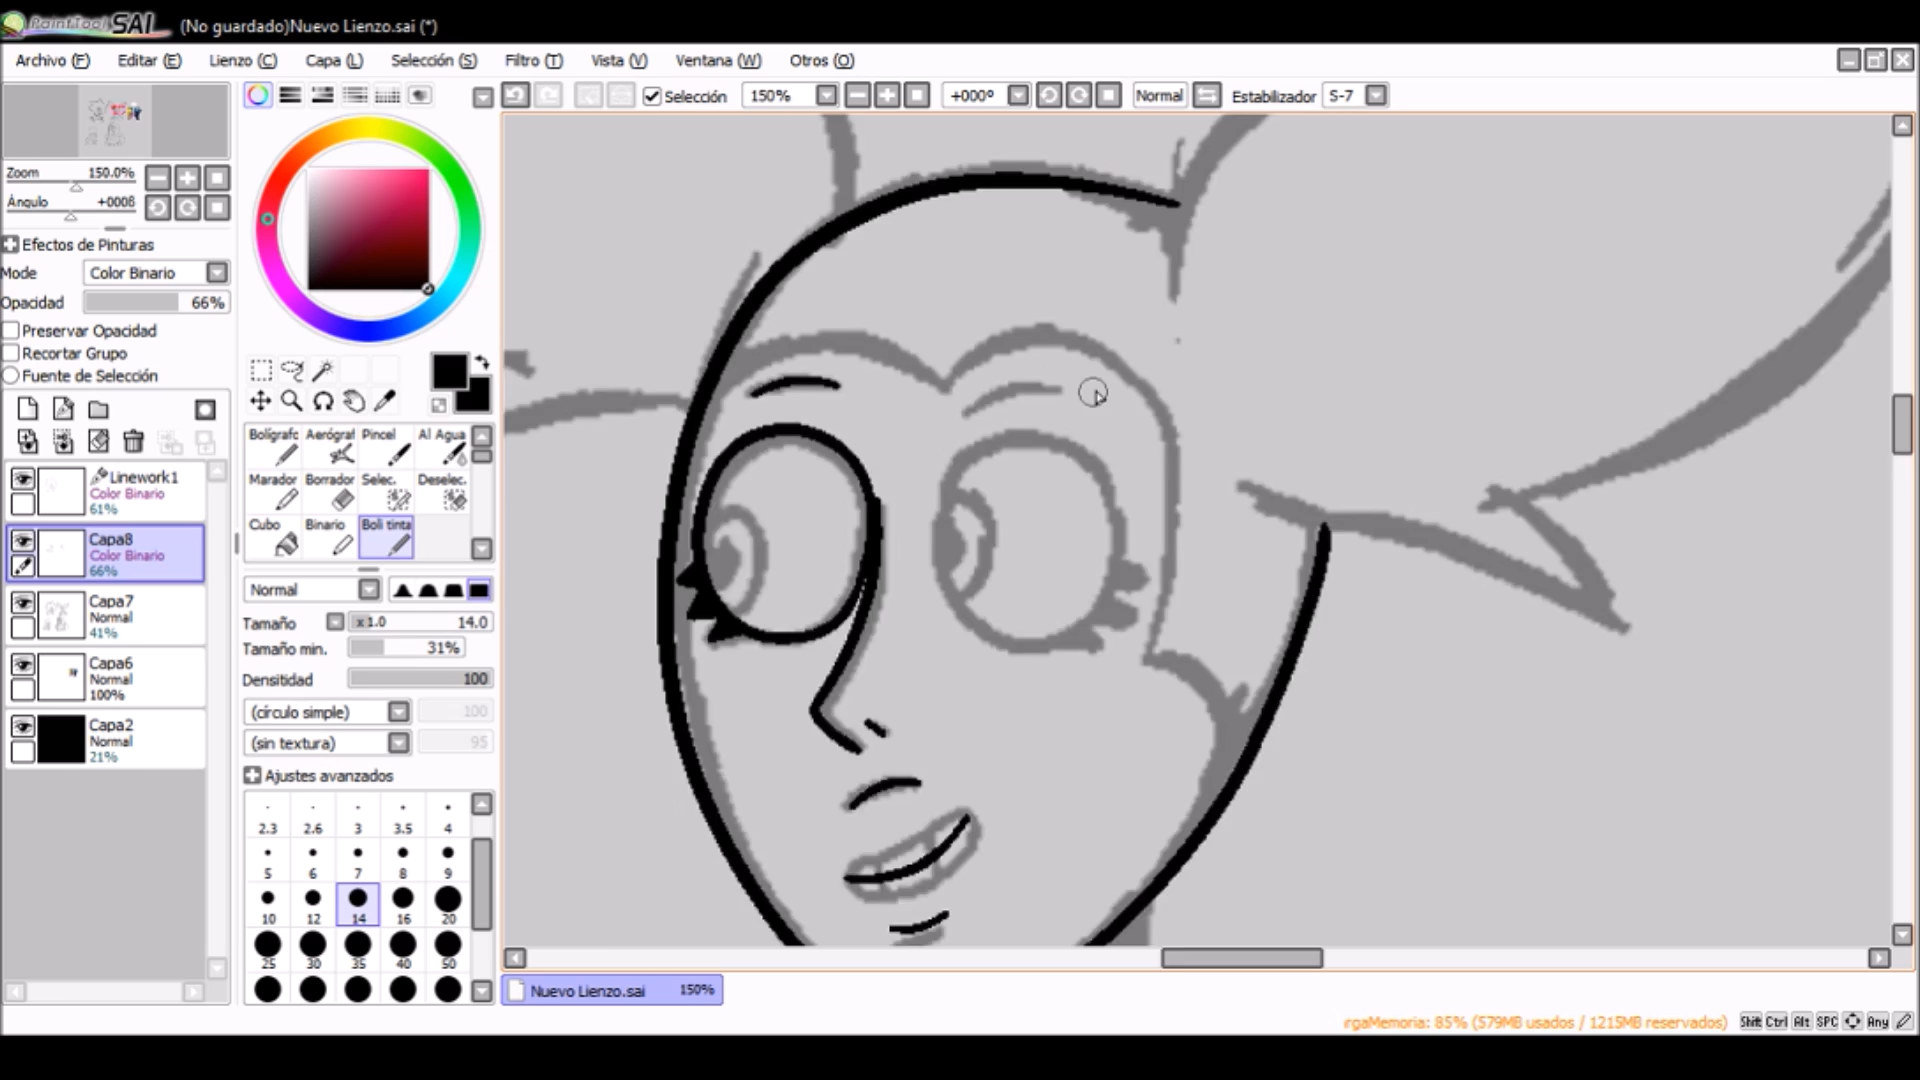 PaintTool SAI (No guardado)Nuevo Lienzo.sai (*)
Archivo (F) Editar (E) Lienzo (C) Capa (L) Selección (S) Filtro (T) Vista (V) Ventana (W) Otros (O)
Selección 150% +000º Normal Estabilizador S-7
Zoom 150.0%
Ángulo +000ß
Efectos de Pinturas
Mode Color Binario
Opacidad 66%
Preservar Opacidad
Recortar Grupo
Fuente de Selección
Linework1
Color Binario
61%
Capa8
Color Binario
66%
Capa7
Normal
41%
Capa6
Normal
100%
Capa2
Normal
21%
Bolígrafo Aerógraf Pincel Al Agua
Marador Borrador Selec. Deselec.
Cubo Binario Boli tinta
Normal
Tamaño x1.0 14.0
Tamaño min. 31%
Densitidad 100
(círculo simple) 100
(sin textura) 95
Ajustes avanzados
2.3 2.6 3 3.5 4
5 6 7 8 9
10 12 14 16 20
25 30 35 40 50
Nuevo Lienzo.sai 150%
rgaMemoria: 85% (579MB usados / 1215MB reservados) Shift Ctrl Alt SPC Any